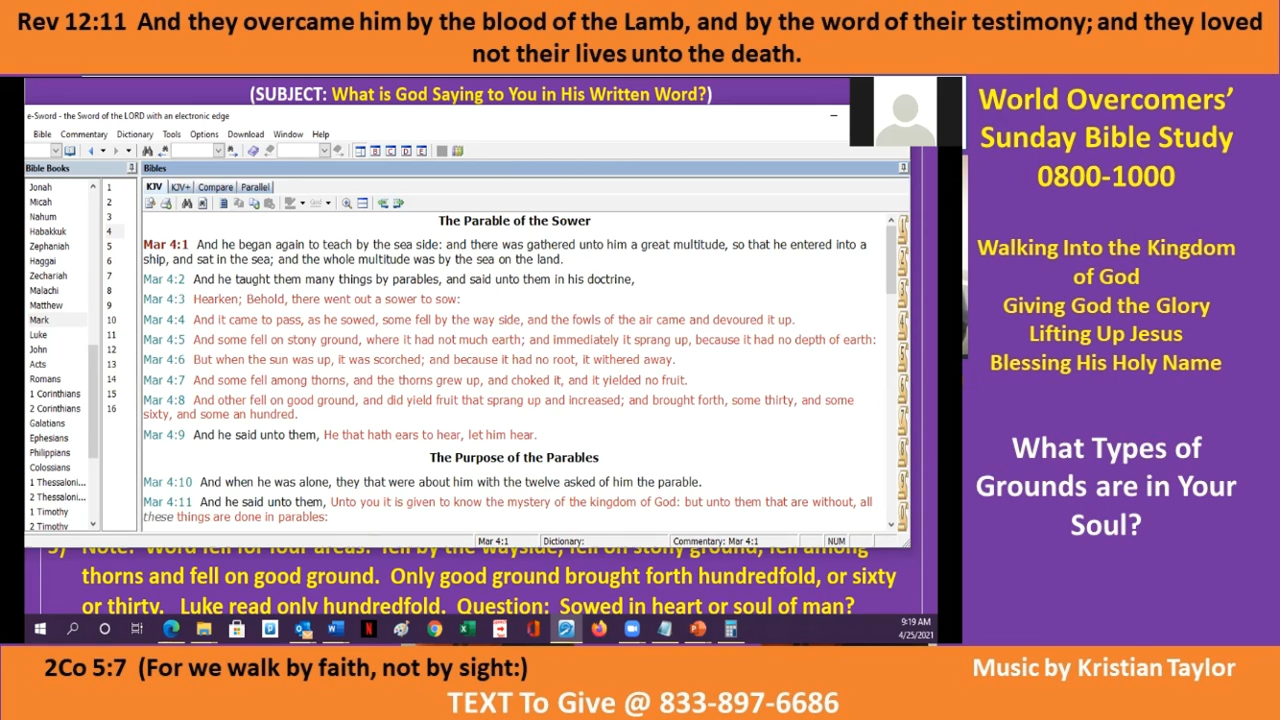 Rev 12:11 And they overcame him by the blood of the Lamb, and by the word of their testimony; and they loved
not their lives unto the death.
(SUBJECT: What is God Saying to You in His Written Word?)
e-Sword - the Sword of the LORD with an electronic edge
Bible Commentary Dictionary Tools Options Download Window Help
Bible Books
Bibles
Jonah
Micah
Nahum
Habakkuk
Zephaniah
Haggai
Zechariah
Malachi
Matthew
Mark
Luke
John
Acts
Romans
1 Corinthians
2 Corinthians
Galatians
Ephesians
Philippians
Colossians
1 Thessaloni...
2 Thessaloni...
1 Timothy
2 Timothy
1
2
3
4
5
6
7
8
9
10
11
12
13
14
15
16
KJV KJV+ Compare Parallel
The Parable of the Sower
Mar 4:1 And he began again to teach by the sea side: and there was gathered unto him a great multitude, so that he entered into a
ship, and sat in the sea; and the whole multitude was by the sea on the land.
Mar 4:2 And he taught them many things by parables, and said unto them in his doctrine,
Mar 4:3 Hearken; Behold, there went out a sower to sow:
Mar 4:4 And it came to pass, as he sowed, some fell by the way side, and the fowls of the air came and devoured it up.
Mar 4:5 And some fell on stony ground, where it had not much earth; and immediately it sprang up, because it had no depth of earth:
Mar 4:6 But when the sun was up, it was scorched; and because it had no root, it withered away.
Mar 4:7 And some fell among thorns, and the thorns grew up, and choked it, and it yielded no fruit.
Mar 4:8 And other fell on good ground, and did yield fruit that sprang up and increased; and brought forth, some thirty, and some
sixty, and some an hundred.
Mar 4:9 And he said unto them, He that hath ears to hear, let him hear.
The Purpose of the Parables
Mar 4:10 And when he was alone, they that were about him with the twelve asked of him the parable.
Mar 4:11 And he said unto them, Unto you it is given to know the mystery of the kingdom of God: but unto them that are without, all
these things are done in parables:
Mar 4:1 Dictionary: Commentary: Mar 4:1 NUM
thorns and fell on good ground. Only good ground brought forth hundredfold, or sixty
or thirty. Luke read only hundredfold. Question: Sowed in heart or soul of man?
9:19 AM
4/25/2021
World Overcomers'
Sunday Bible Study
0800-1000
Walking Into the Kingdom
of God
Giving God the Glory
Lifting Up Jesus
Blessing His Holy Name
What Types of
Grounds are in Your
Soul?
2Co 5:7 (For we walk by faith, not by sight:)
Music by Kristian Taylor
TEXT To Give @ 833-897-6686